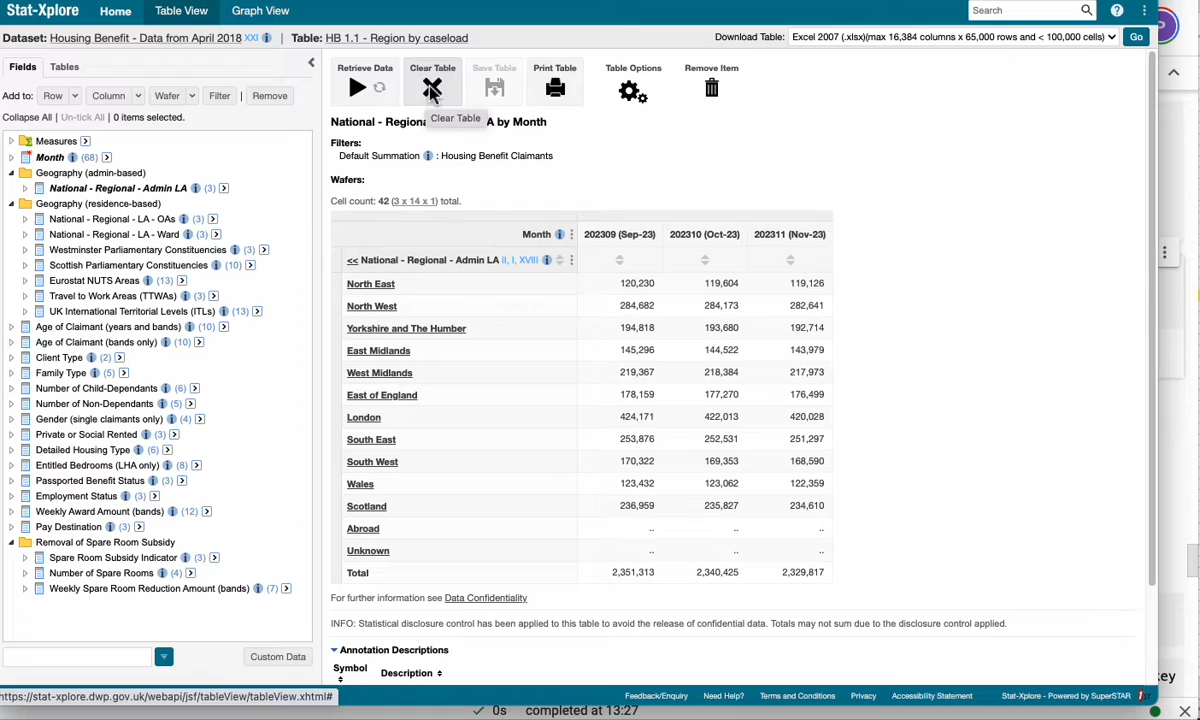 Stat-Xplore Home Table View Graph View Search
Dataset: Housing Benefit - Data from April 2018 XXI | Table: HB 1.1 - Region by caseload Download Table: Excel 2007 (.xlsx)(max 16,384 columns x 65,000 rows and < 100,000 cells) Go
Fields Tables
Add to: Row Column Wafer Filter | Remove
Collapse All | Un-tick All | 0 items selected.
Measures
Month (68)
Geography (admin-based)
National - Regional - Admin LA (3)
Geography (residence-based)
National - Regional - LA - OAs (3)
National - Regional - LA - Ward (3)
Westminster Parliamentary Constituencies (3)
Scottish Parliamentary Constituencies (10)
Eurostat NUTS Areas (13)
Travel to Work Areas (TTWAs) (3)
UK International Territorial Levels (ITLs) (13)
Age of Claimant (years and bands) (10)
Age of Claimant (bands only) (10)
Client Type (2)
Family Type (5)
Number of Child-Dependants (6)
Number of Non-Dependants (5)
Gender (single claimants only) (4)
Private or Social Rented (3)
Detailed Housing Type (6)
Entitled Bedrooms (LHA only) (8)
Passported Benefit Status (3)
Employment Status (3)
Weekly Award Amount (bands) (12)
Pay Destination (3)
Removal of Spare Room Subsidy
Spare Room Subsidy Indicator (3)
Number of Spare Rooms (4)
Weekly Spare Room Reduction Amount (bands) (7)
Custom Data
https://stat-xplore.dwp.gov.uk/webapi/jsf/tableView/tableView.xhtml#
Retrieve Data Clear Table Save Table Print Table Table Options Remove Item
Clear Table
National - Regiona A by Month
Filters:
Default Summation : Housing Benefit Claimants
Wafers:
Cell count: 42 (3 x 14 x 1) total.
Month 202309 (Sep-23) 202310 (Oct-23) 202311 (Nov-23)
<< National - Regional - Admin LA II, I, XVIII
North East 120,230 119,604 119,126
North West 284,682 284,173 282,641
Yorkshire and The Humber 194,818 193,680 192,714
East Midlands 145,296 144,522 143,979
West Midlands 219,367 218,384 217,973
East of England 178,159 177,270 176,499
London 424,171 422,013 420,028
South East 253,876 252,531 251,297
South West 170,322 169,353 168,590
Wales 123,432 123,062 122,359
Scotland 236,959 235,827 234,610
Abroad .. .. ..
Unknown .. .. ..
Total 2,351,313 2,340,425 2,329,817
For further information see Data Confidentiality
INFO: Statistical disclosure control has been applied to this table to avoid the release of confidential data. Totals may not sum due to the disclosure control applied.
Annotation Descriptions
Symbol Description
Feedback/Enquiry Need Help? Terms and Conditions Privacy Accessibility Statement Stat-Xplore - Powered by SuperSTAR
key
0s completed at 13:27